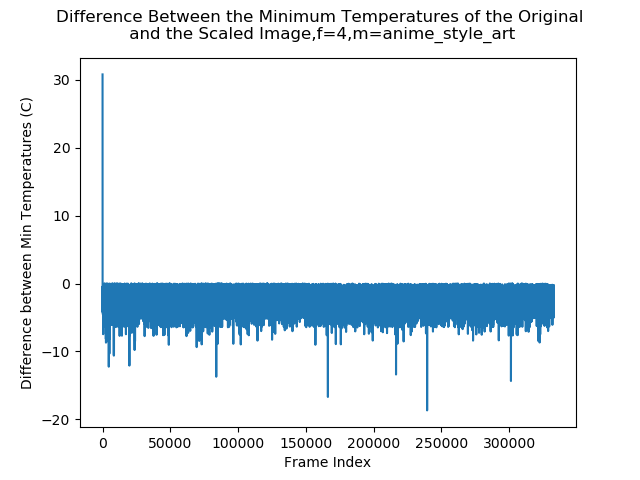 Difference Between the Minimum Temperatures of the Original
and the Scaled Image,f=4,m=anime_style_art
30
20
10
0
−10
−20
Difference between Min Temperatures (C)
0 50000 100000 150000 200000 250000 300000
Frame Index